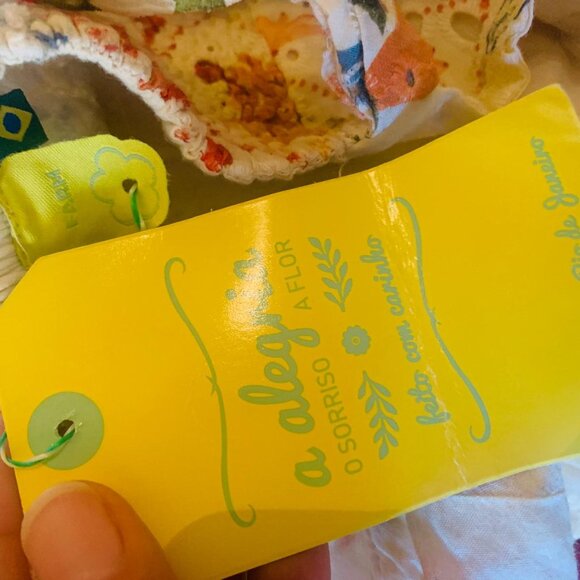 a alegria
O SORRISO A FLOR
feito com carinho
Rio de Janeiro
FARM